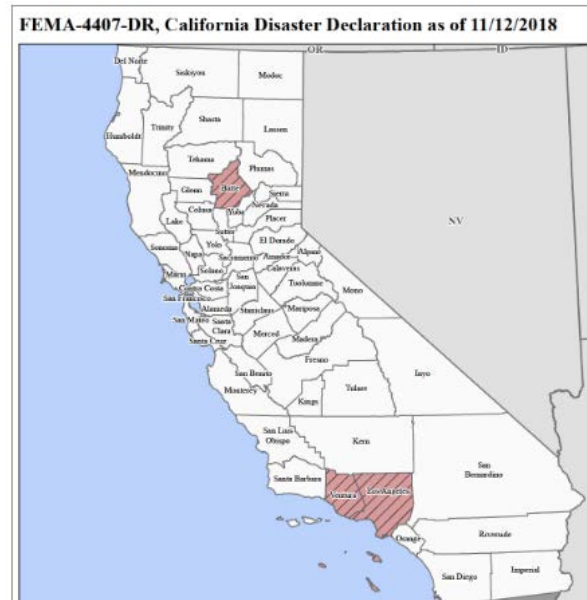 FEMA-4407-DR, California Disaster Declaration as of 11/12/2018
OR
ID
Del Norte
Siskiyou
Modoc
Humboldt
Trinity
Shasta
Lassen
Mendocino
Tehama
Plumas
Glenn
Butte
Sierra
Nevada
Colusa
Yuba
Placer
Lake
Sutter
El Dorado
Sonoma
Napa
Yolo
Sacramento
Amador
Alpine
NV
Marin
Solano
Calaveras
Contra Costa
San
Joaquin
Tuolumne
Mono
San Francisco
Alameda
Stanislaus
Mariposa
San Mateo
Santa
Clara
Merced
Madera
Santa Cruz
Fresno
San Benito
Inyo
Monterey
Kings
Tulare
San Luis
Obispo
Kern
San
Bernardino
Santa Barbara
Ventura
Los Angeles
Orange
Riverside
San Diego
Imperial